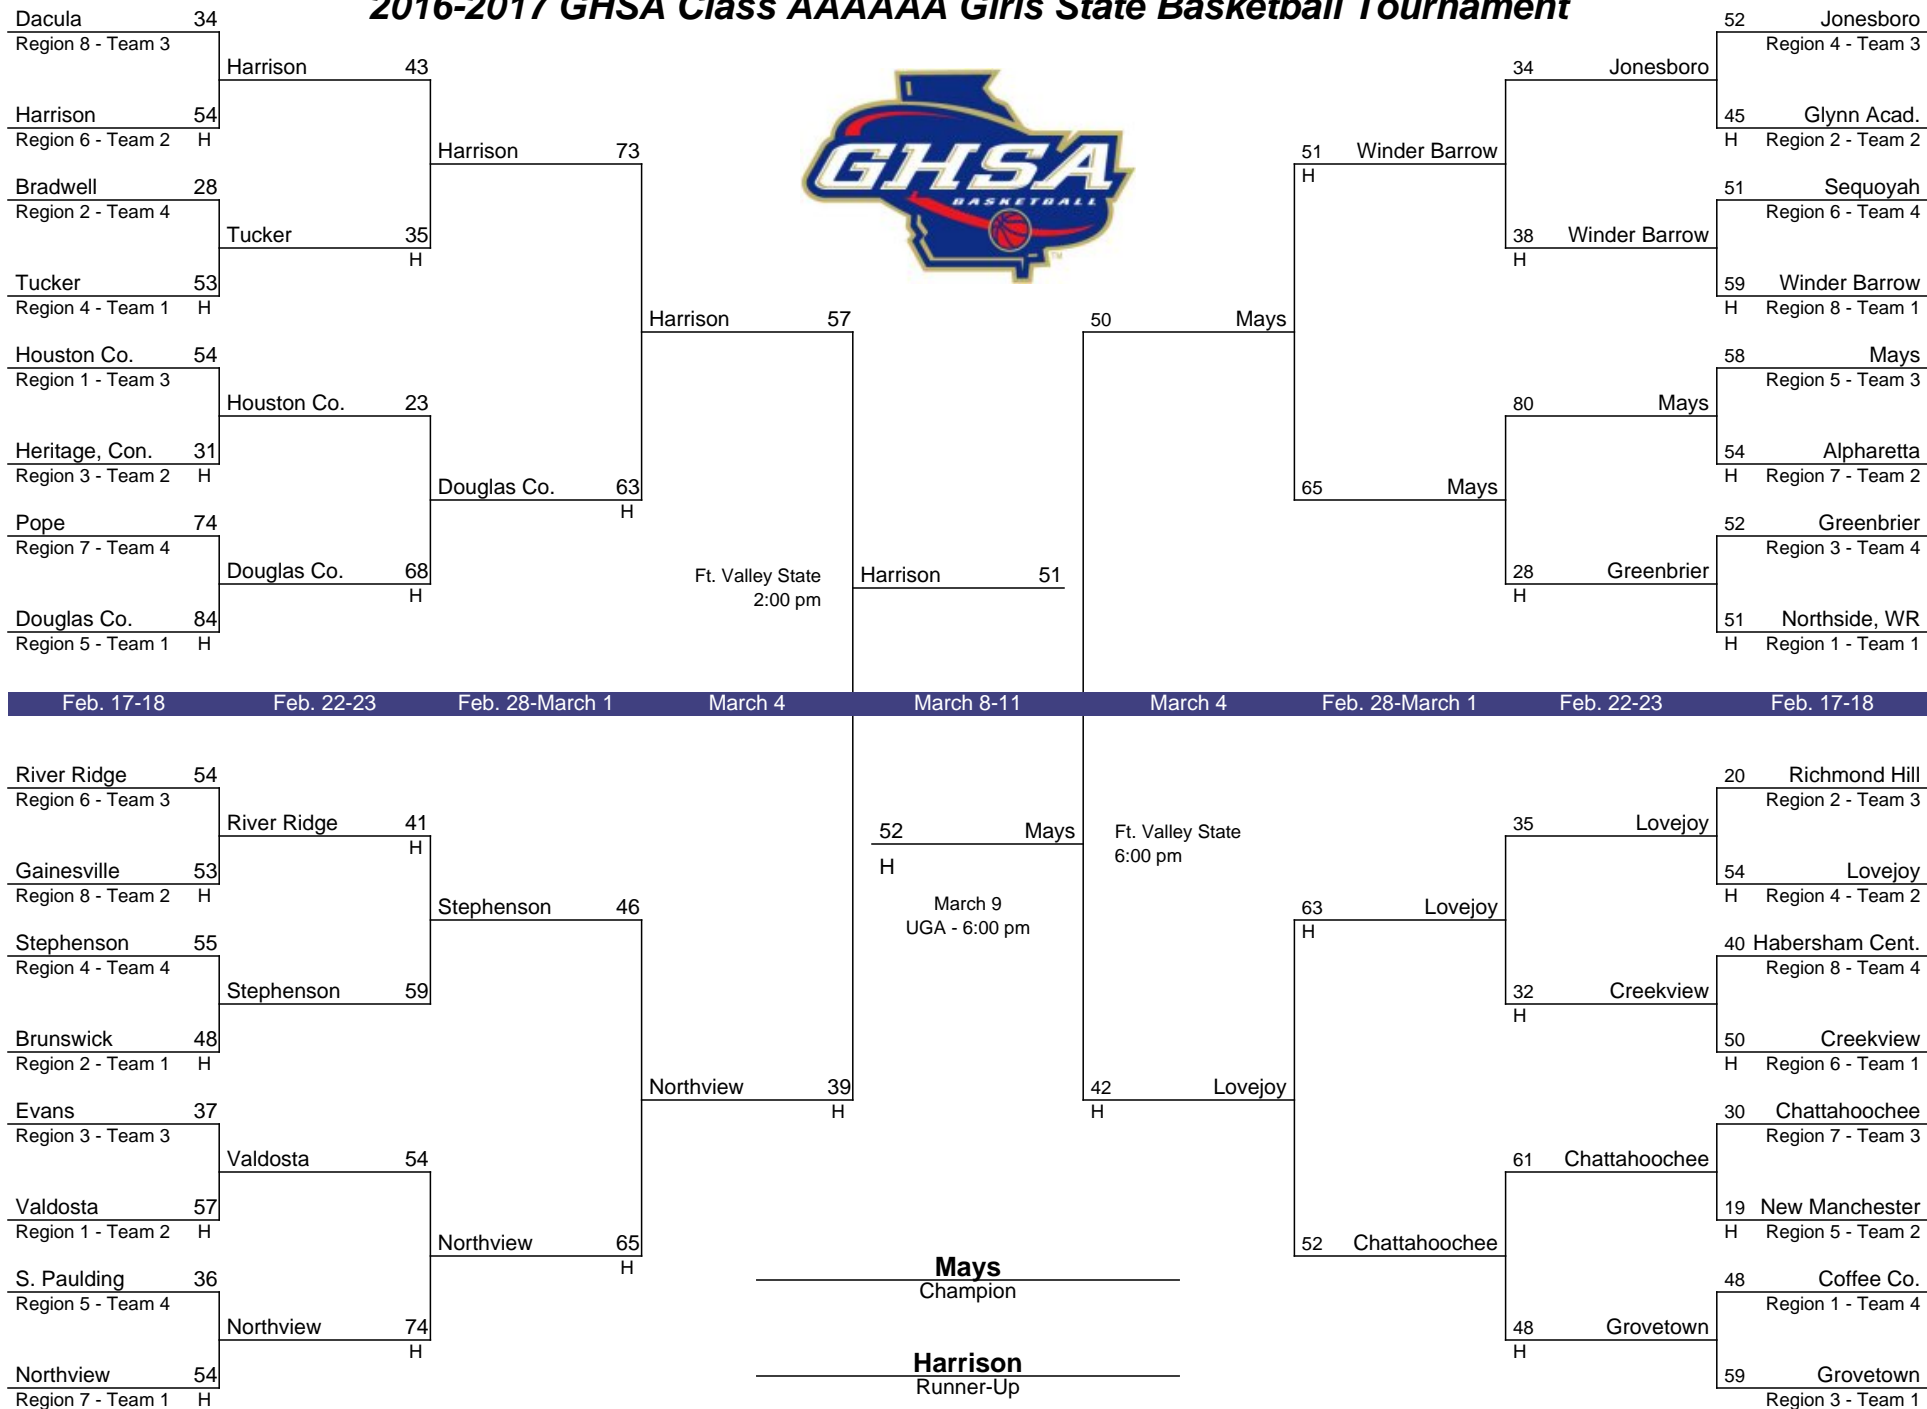 2016-2017 GHSA Class AAAAAA Girls State Basketball Tournament
GHSA
BASKETBALL
TM
Dacula 34
Region 8 - Team 3
Harrison 43
Harrison 54
Region 6 - Team 2 H
Harrison 73
Bradwell 28
Region 2 - Team 4
Tucker 35
H
Tucker 53
Region 4 - Team 1 H
Harrison 57
Houston Co. 54
Region 1 - Team 3
Houston Co. 23
Heritage, Con. 31
Region 3 - Team 2 H
Douglas Co. 63
H
Pope 74
Region 7 - Team 4
Douglas Co. 68
H
Douglas Co. 84
Region 5 - Team 1 H
Ft. Valley State
2:00 pm
Harrison 51
52 Jonesboro
Region 4 - Team 3
34 Jonesboro
45 Glynn Acad.
H Region 2 - Team 2
51 Winder Barrow
H
51 Sequoyah
Region 6 - Team 4
38 Winder Barrow
H
59 Winder Barrow
H Region 8 - Team 1
50 Mays
58 Mays
Region 5 - Team 3
80 Mays
54 Alpharetta
H Region 7 - Team 2
65 Mays
52 Greenbrier
Region 3 - Team 4
28 Greenbrier
H
51 Northside, WR
H Region 1 - Team 1
Feb. 17-18 Feb. 22-23 Feb. 28-March 1 March 4 March 8-11 March 4 Feb. 28-March 1 Feb. 22-23 Feb. 17-18
River Ridge 54
Region 6 - Team 3
River Ridge 41
H
Gainesville 53
Region 8 - Team 2 H
Stephenson 46
Stephenson 55
Region 4 - Team 4
Stephenson 59
Brunswick 48
Region 2 - Team 1 H
Northview 39
H
Evans 37
Region 3 - Team 3
Valdosta 54
Valdosta 57
Region 1 - Team 2 H
Northview 65
H
S. Paulding 36
Region 5 - Team 4
Northview 74
H
Northview 54
Region 7 - Team 1 H
52 Mays
H
March 9
UGA - 6:00 pm
Ft. Valley State
6:00 pm
20 Richmond Hill
Region 2 - Team 3
35 Lovejoy
54 Lovejoy
H Region 4 - Team 2
63 Lovejoy
H
40 Habersham Cent.
Region 8 - Team 4
32 Creekview
H
50 Creekview
H Region 6 - Team 1
42 Lovejoy
H
30 Chattahoochee
Region 7 - Team 3
61 Chattahoochee
19 New Manchester
H Region 5 - Team 2
52 Chattahoochee
48 Coffee Co.
Region 1 - Team 4
48 Grovetown
H
59 Grovetown
Region 3 - Team 1
Mays
Champion
Harrison
Runner-Up